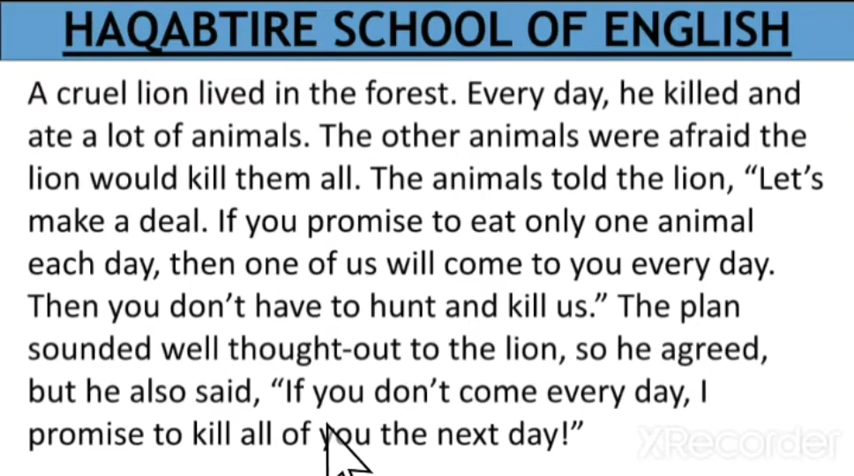 HAQABTIRE SCHOOL OF ENGLISH
A cruel lion lived in the forest. Every day, he killed and
ate a lot of animals. The other animals were afraid the
lion would kill them all. The animals told the lion, “Let’s
make a deal. If you promise to eat only one animal
each day, then one of us will come to you every day.
Then you don’t have to hunt and kill us.” The plan
sounded well thought-out to the lion, so he agreed,
but he also said, “If you don’t come every day, I
promise to kill all of you the next day!”
XRecorder